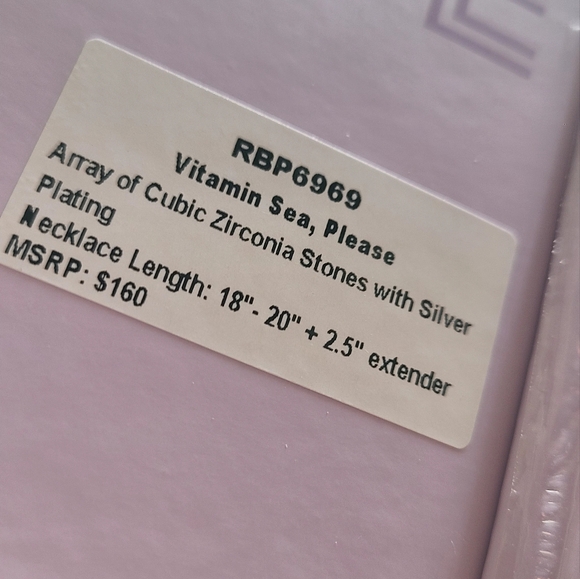 RBP6969
Vitamin Sea, Please
Array of Cubic Zirconia Stones with Silver
Plating
Necklace Length: 18"- 20" + 2.5" extender
MSRP: $160